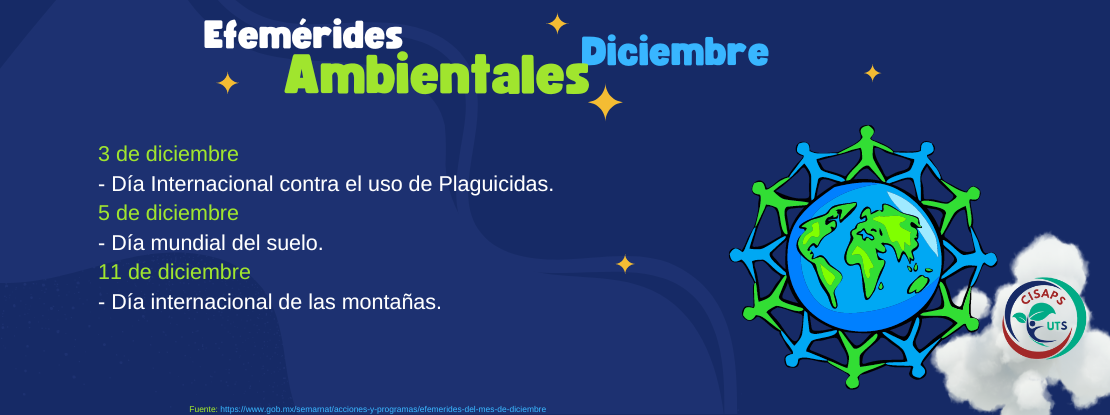 Efemérides
Ambientales
Diciembre
3 de diciembre
- Día Internacional contra el uso de Plaguicidas.
5 de diciembre
- Día mundial del suelo.
11 de diciembre
- Día internacional de las montañas.
CISAPS
UTS
Fuente: https://www.gob.mx/semarnat/acciones-y-programas/efemerides-del-mes-de-diciembre